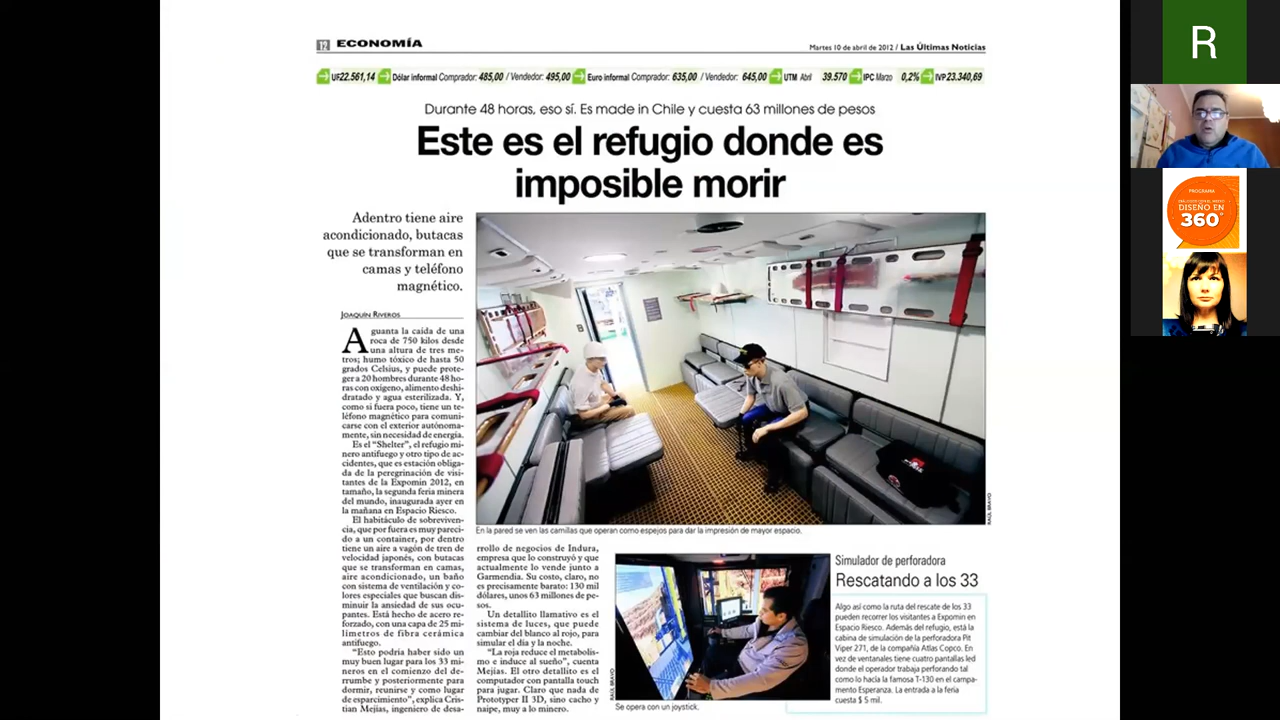 12 ECONOMÍA
Martes 10 de abril de 2012 / Las Últimas Noticias
UF 22.561,14 Dólar informal Comprador: 485,00 / Vendedor: 495,00 Euro informal Comprador: 635,00 / Vendedor: 645,00 UTM Abril 39.570 IPC Marzo 0,2% IVP 23.340,69
Durante 48 horas, eso sí. Es made in Chile y cuesta 63 millones de pesos
Este es el refugio donde es
imposible morir
Adentro tiene aire
acondicionado, butacas
que se transforman en
camas y teléfono
magnético.
JOAQUÍN RIVEROS
Aguanta la caída de una
roca de 750 kilos desde
una altura de tres me-
tros; humo tóxico de hasta 50
grados Celsius, y puede prote-
ger a 20 hombres durante 48 ho-
ras con oxígeno, alimento deshi-
dratado y agua esterilizada. Y,
como si fuera poco, tiene un te-
léfono magnético para comuni-
carse con el exterior autónoma-
mente, sin necesidad de energía.
Es el "Shelter", el refugio mi-
nero antifuego y otro tipo de ac-
cidentes, que es estación obliga-
da de la peregrinación de visi-
tantes de la Expomin 2012, en
tamaño, la segunda feria minera
del mundo, inaugurada ayer en
la mañana en Espacio Riesco.
El habitáculo de sobreviven-
cia, que por fuera es muy pareci-
do a un container, por dentro
tiene un aire a vagón de tren de
velocidad japonés, con butacas
que se transforman en camas,
aire acondicionado, un baño
con sistema de ventilación y co-
lores especiales que buscan dis-
minuir la ansiedad de sus ocu-
pantes. Está hecho de acero re-
forzado, con una capa de 25 mi-
límetros de fibra cerámica
antifuego.
"Esto podría haber sido un
muy buen lugar para los 33 mi-
neros en el comienzo del de-
rrumbe y posteriormente para
dormir, reunirse y como lugar
de esparcimiento", explica Cris-
tian Mejías, ingeniero de desa-
En la pared se ven las camillas que operan como espejos para dar la impresión de mayor espacio.
RAÚL BRAVO
rrollo de negocios de Indura,
empresa que lo construyó y que
actualmente lo vende junto a
Garmendia. Su costo, claro, no
es precisamente barato: 130 mil
dólares, unos 63 millones de pe-
sos.
Un detallito llamativo es el
sistema de luces, que puede
cambiar del blanco al rojo, para
simular el día y la noche.
"La roja reduce el metabolis-
mo e induce al sueño", cuenta
Mejías. El otro detallito es el
computador con pantalla touch
para jugar. Claro que nada de
Prototyper II 3D, sino cacho y
naipe, muy a lo minero.
RAÚL BRAVO
Se opera con un joystick.
Simulador de perforadora
Rescatando a los 33
Algo así como la ruta del rescate de los 33
pueden recorrer los visitantes a Expomin en
Espacio Riesco. Además del refugio, está la
cabina de simulación de la perforadora Pit
Viper 271, de la compañía Atlas Copco. En
vez de ventanales tiene cuatro pantallas led
donde el operador trabaja perforando tal
como lo hacía la famosa T-130 en el campa-
mento Esperanza. La entrada a la feria
cuesta $ 5 mil.
R
PROGRAMA
DISEÑO EN
360°